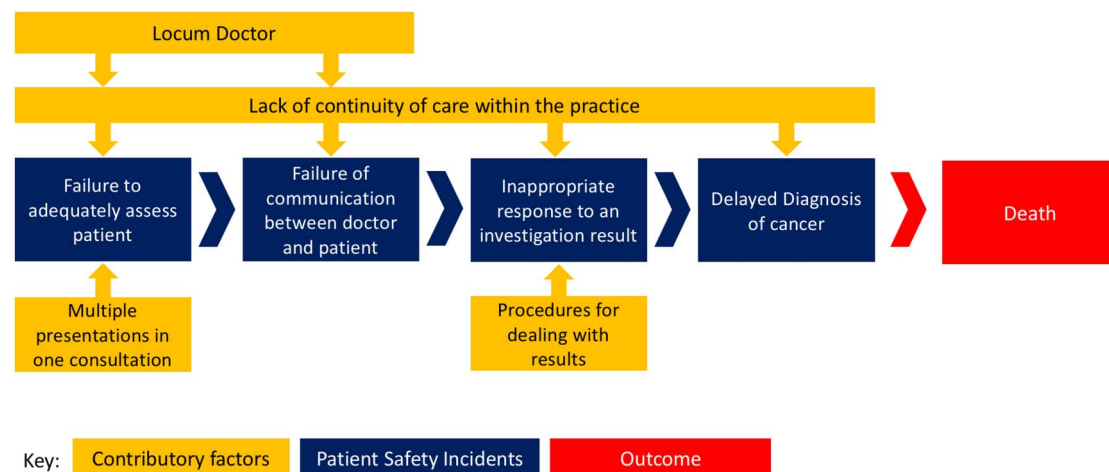 Locum Doctor
Lack of continuity of care within the practice
Failure to
adequately assess
patient
Failure of
communication
between doctor
and patient
Inappropriate
response to an
investigation result
Delayed Diagnosis
of cancer
Death
Multiple
presentations in
one consultation
Procedures for
dealing with
results
Key:
Contributory factors
Patient Safety Incidents
Outcome